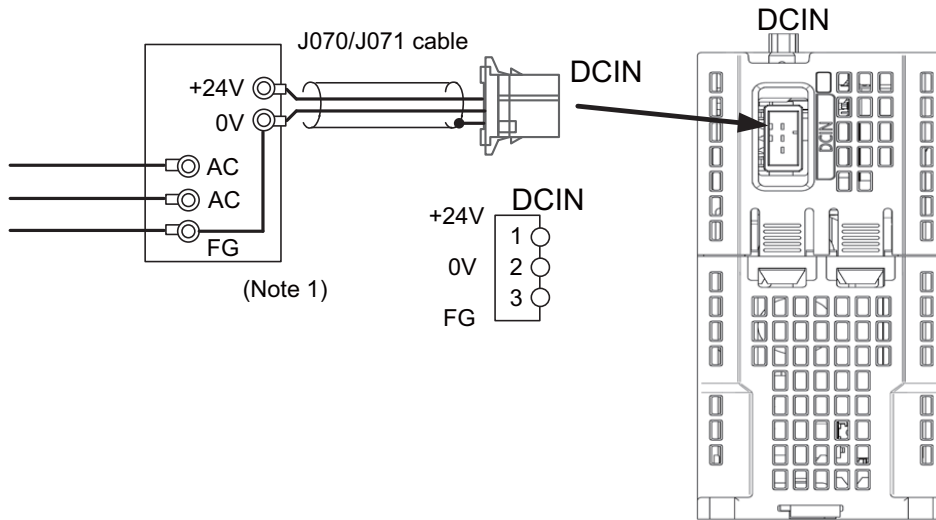 DCIN
J070/J071 cable
+24V
DCIN
0V
DCIN
AC
AC
FG
DCIN
+24V
1
(Note 1)
0V
2
3
FG